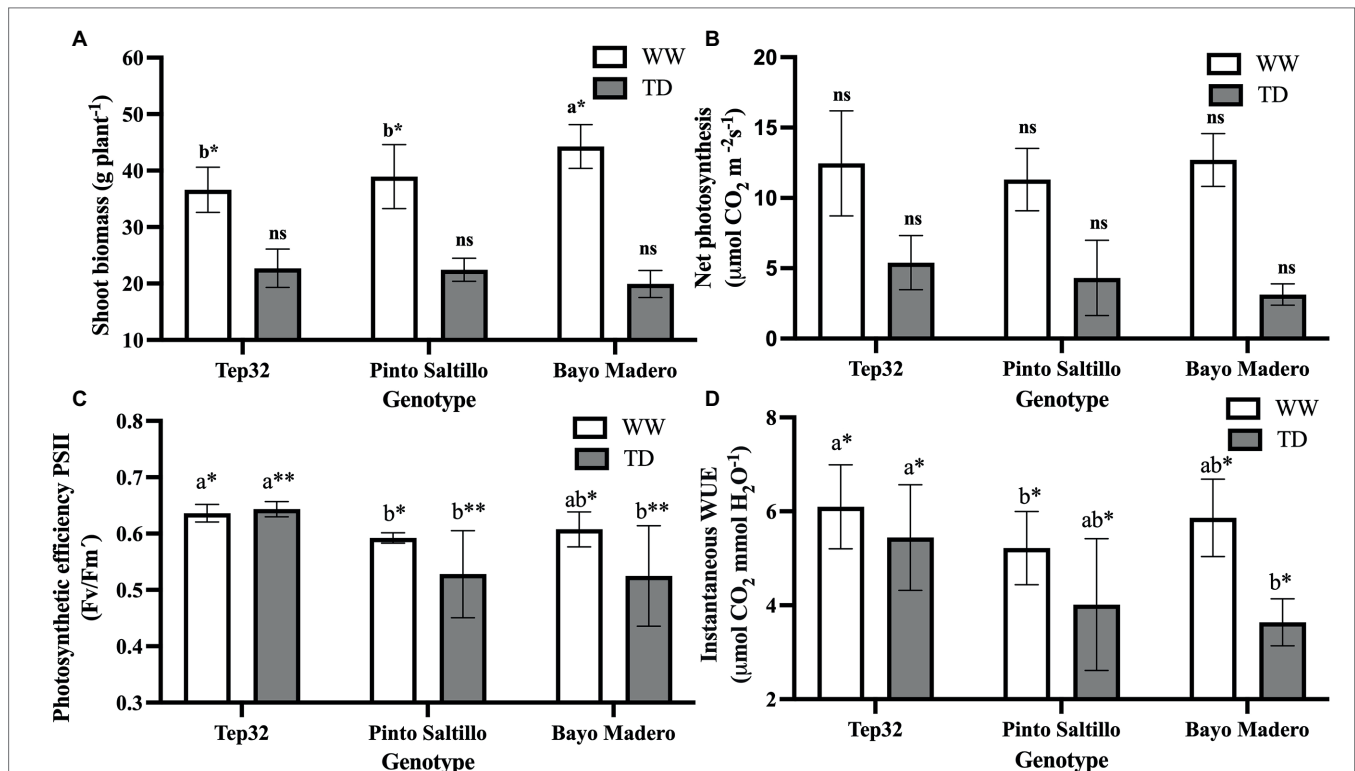 A
Shoot biomass (g plant⁻¹)
60
50
40
30
20
10
WW
TD
b*
ns
b*
ns
a*
ns
Tep32
Pinto Saltillo
Bayo Madero
Genotype
B
Net photosynthesis
(μmol CO₂ m ⁻²s⁻¹)
20
15
10
5
0
WW
TD
ns
ns
ns
ns
ns
ns
Tep32
Pinto Saltillo
Bayo Madero
Genotype
C
Photosynthetic efficiency PSII
(Fv/Fm´)
0.8
0.7
0.6
0.5
0.4
0.3
WW
TD
a*
a**
b*
b**
ab*
b**
Tep32
Pinto Saltillo
Bayo Madero
Genotype
D
Instantaneous WUE
(μmol CO₂ mmol H₂O⁻¹)
8
6
4
2
WW
TD
a*
a*
b*
ab*
ab*
b*
Tep32
Pinto Saltillo
Bayo Madero
Genotype